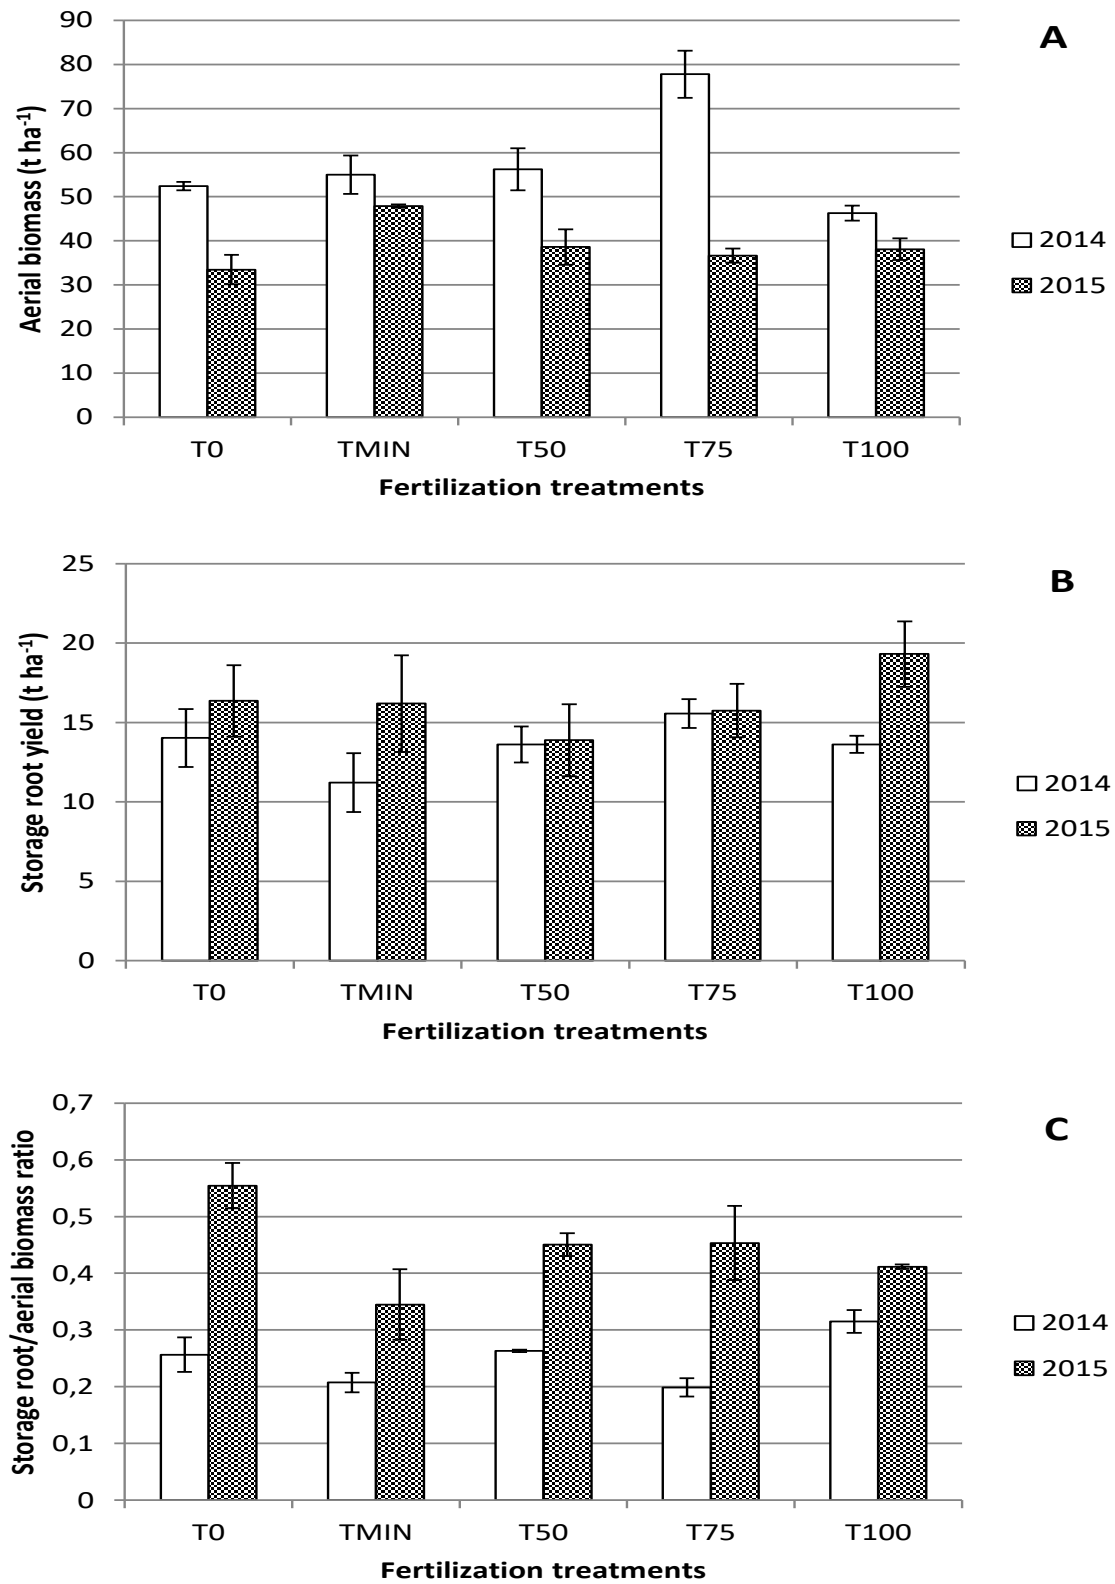 90
A
80
70
60
50
40
30
20
10
0
Aerial biomass (t ha-1)
2014
2015
T0 TMIN T50 T75 T100
Fertilization treatments
25
B
20
15
10
5
0
Storage root yield (t ha-1)
2014
2015
T0 TMIN T50 T75 T100
Fertilization treatments
0,7
C
0,6
0,5
0,4
0,3
0,2
0,1
0
Storage root/aerial biomass ratio
2014
2015
T0 TMIN T50 T75 T100
Fertilization treatments